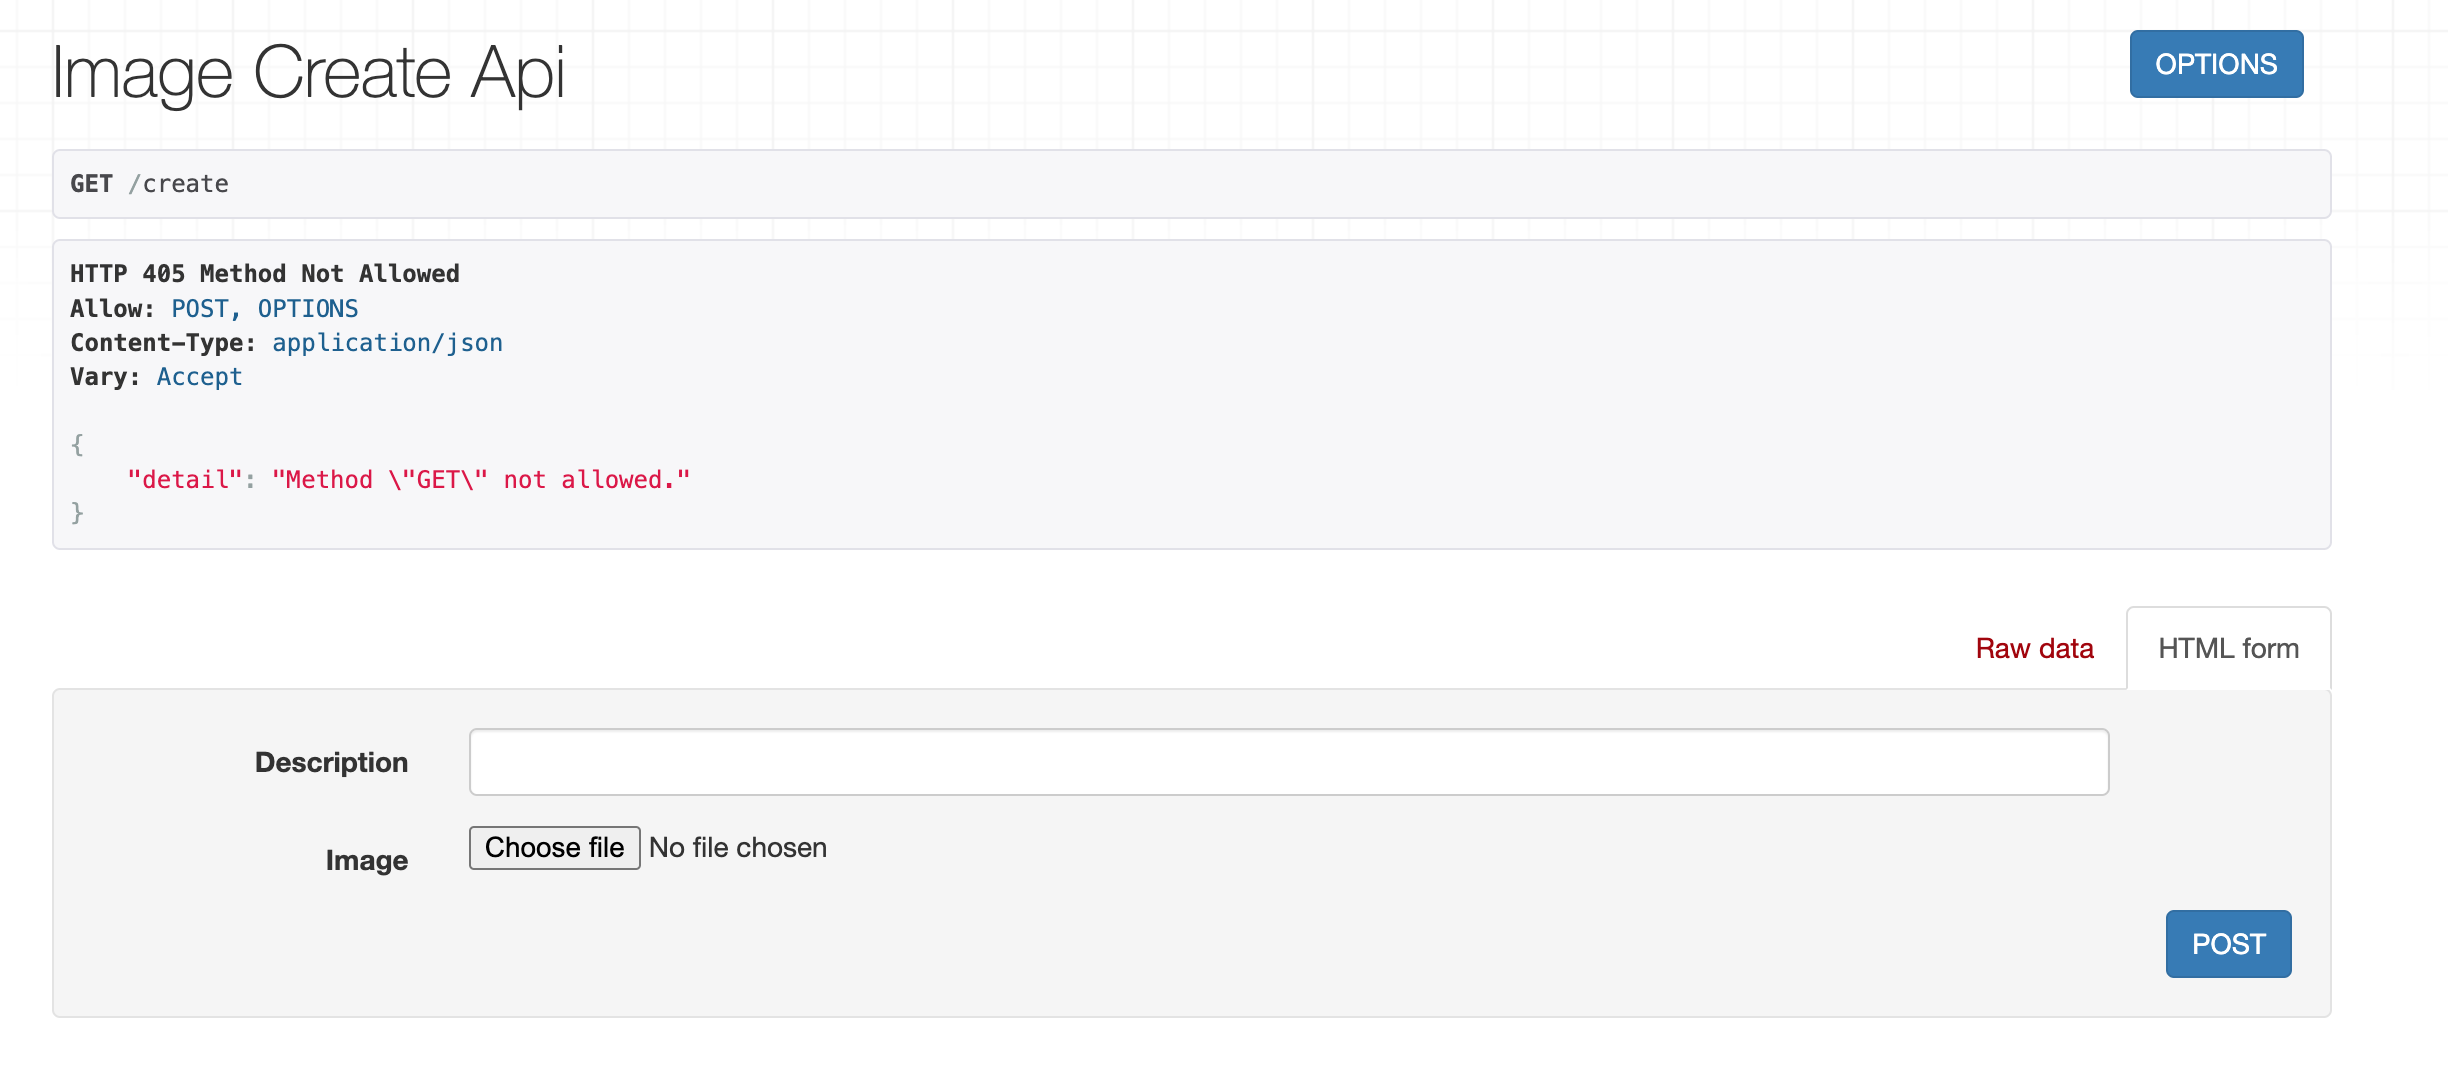 Image Create Api
OPTIONS
GET /create
HTTP 405 Method Not Allowed
Allow: POST, OPTIONS
Content-Type: application/json
Vary: Accept
{
    "detail": "Method \"GET\" not allowed."
}
Raw data
HTML form
Description
Image
Choose file No file chosen
POST